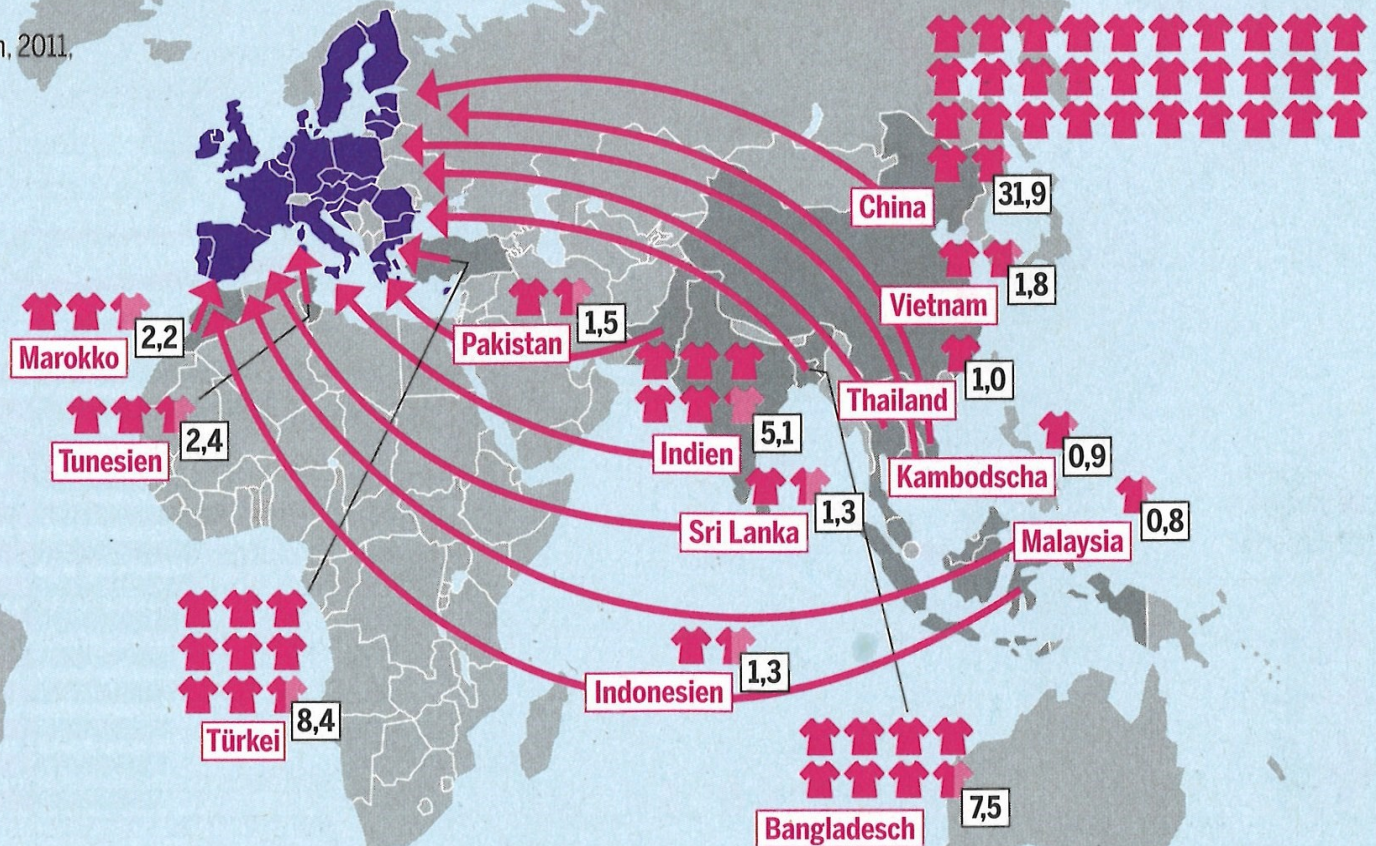 2011,
China
31,9
Vietnam
1,8
Marokko
2,2
Pakistan
1,5
Thailand
1,0
Tunesien
2,4
Indien
5,1
Kambodscha
0,9
Sri Lanka
1,3
Malaysia
0,8
Indonesien
1,3
Türkei
8,4
Bangladesch
7,5